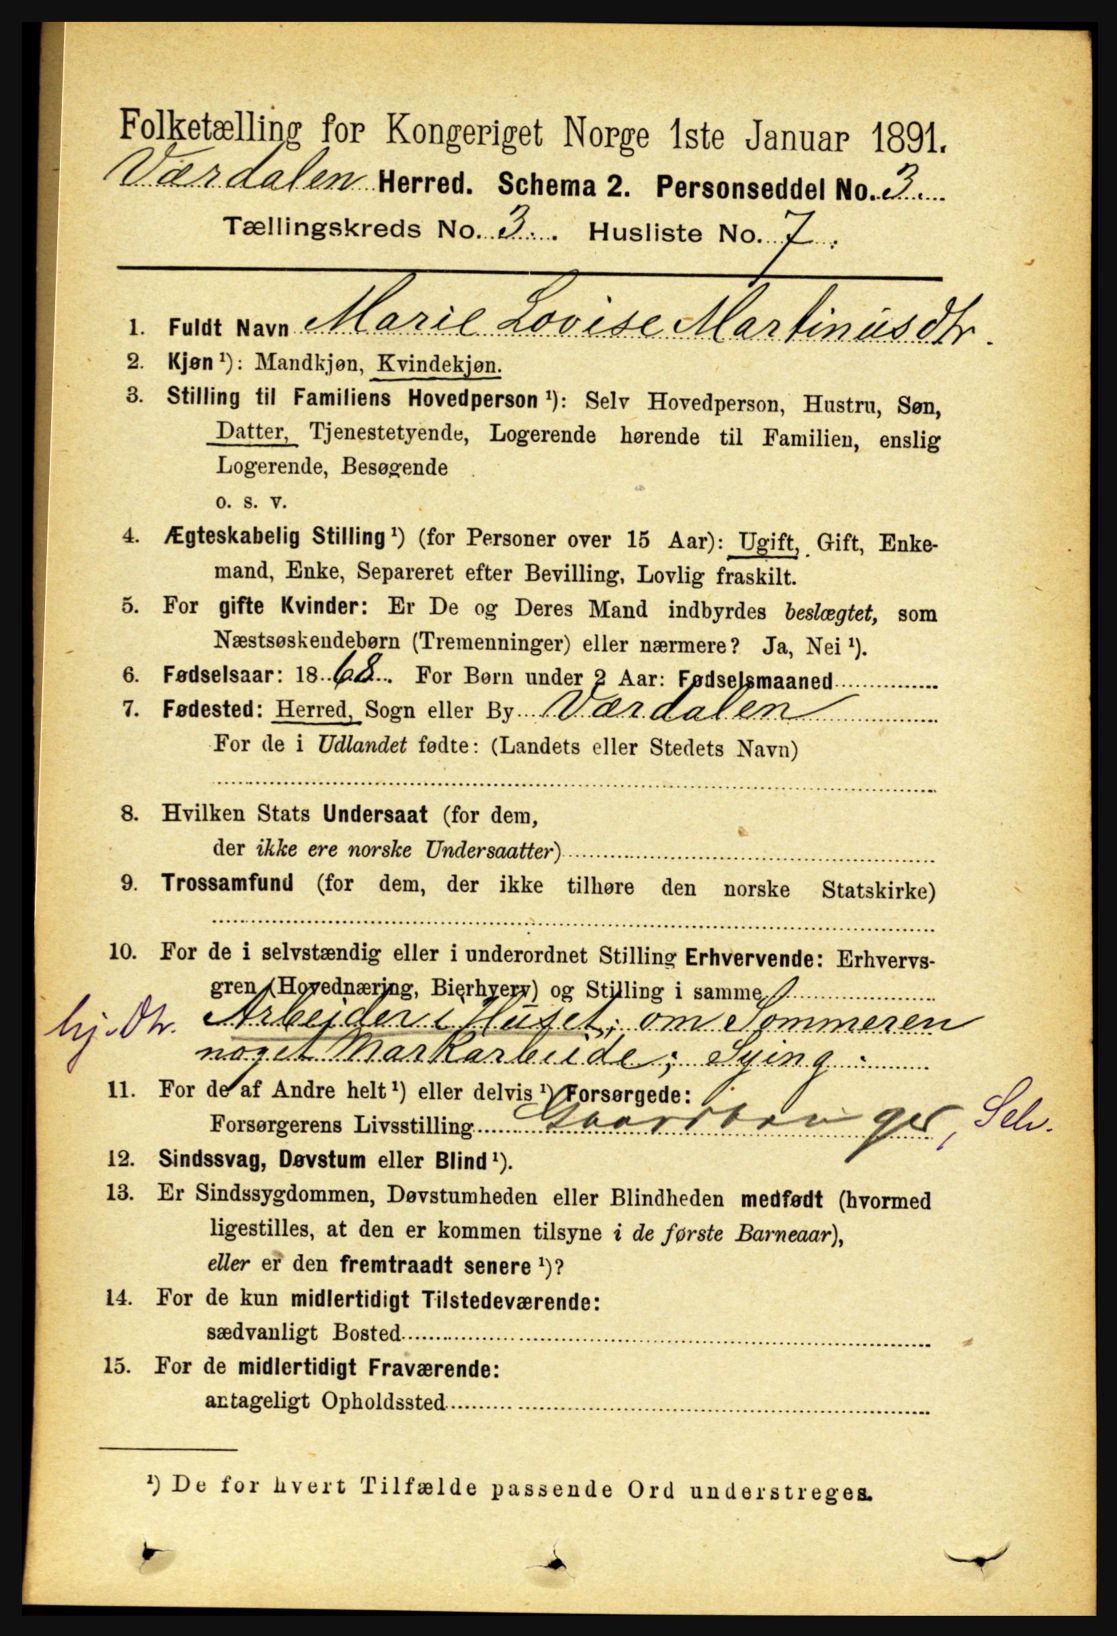 Folketælling for Kongeriget Norge 1ste Januar 1891.
Værdalen Herred. Schema 2. Personseddel No. 3.
Tællingskreds No. 3. Husliste No. 7.
1. Fuldt Navn Marie Lovise Martinusdtr.
2. Kjøn ¹): Mandkjøn, Kvindekjøn.
3. Stilling til Familiens Hovedperson ¹): Selv Hovedperson, Hustru, Søn,
Datter, Tjenestetyende, Logerende hørende til Familien, enslig
Logerende, Besøgende
o. s. v.
4. Ægteskabelig Stilling ¹) (for Personer over 15 Aar): Ugift, Gift, Enke-
mand, Enke, Separeret efter Bevilling, Lovlig fraskilt.
5. For gifte Kvinder: Er De og Deres Mand indbyrdes beslægtet, som
Næstsøskendebørn (Tremenninger) eller nærmere? Ja, Nei ¹).
6. Fødselsaar: 1868. For Børn under 2 Aar: Fødselsmaaned
7. Fødested: Herred, Sogn eller By Værdalen
For de i Udlandet fødte: (Landets eller Stedets Navn)
8. Hvilken Stats Undersaat (for dem,
der ikke ere norske Undersaatter)
9. Trossamfund (for dem, der ikke tilhøre den norske Statskirke)
10. For de i selvstændig eller i underordnet Stilling Erhvervende: Erhvervs-
gren (Hovednæring, Bierhverv) og Stilling i samme
hj. dtr. Arbejder i Huset; om Sommeren
noget Markarbeide; Sying.
11. For de af Andre helt ¹) eller delvis ¹) Forsørgede:
Forsørgerens Livsstilling Gaardbruger, Selv.
12. Sindssvag, Døvstum eller Blind ¹).
13. Er Sindssygdommen, Døvstumheden eller Blindheden medfødt (hvormed
ligestilles, at den er kommen tilsyne i de første Barneaar),
eller er den fremtraadt senere ¹)?
14. For de kun midlertidigt Tilstedeværende:
sædvanligt Bosted
15. For de midlertidigt Fraværende:
antageligt Opholdssted
¹) De for hvert Tilfælde passende Ord understreges.